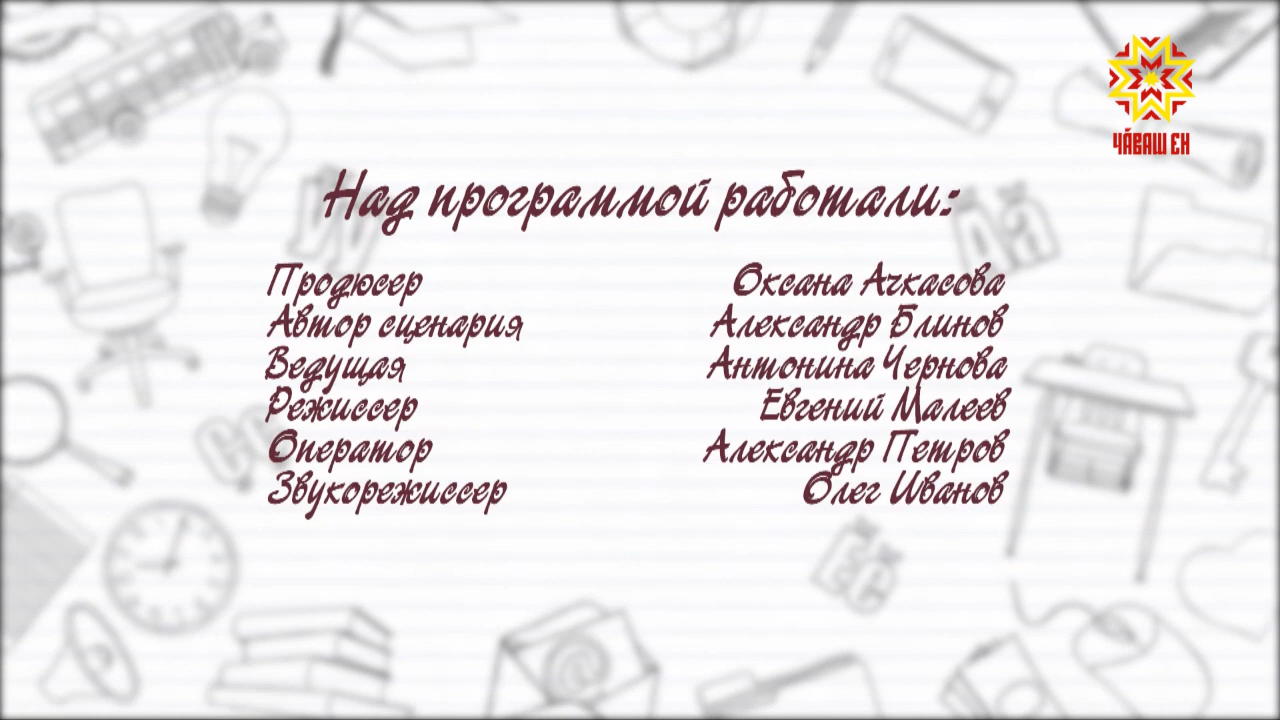 ЧӐВАШ ЕН
Над программой работали:
Продюсер Оксана Ачкасова
Автор сценария Александр Блинов
Ведущая Антонина Чернова
Режиссер Евгений Малеев
Оператор Александр Петров
Звукорежиссер Олег Иванов